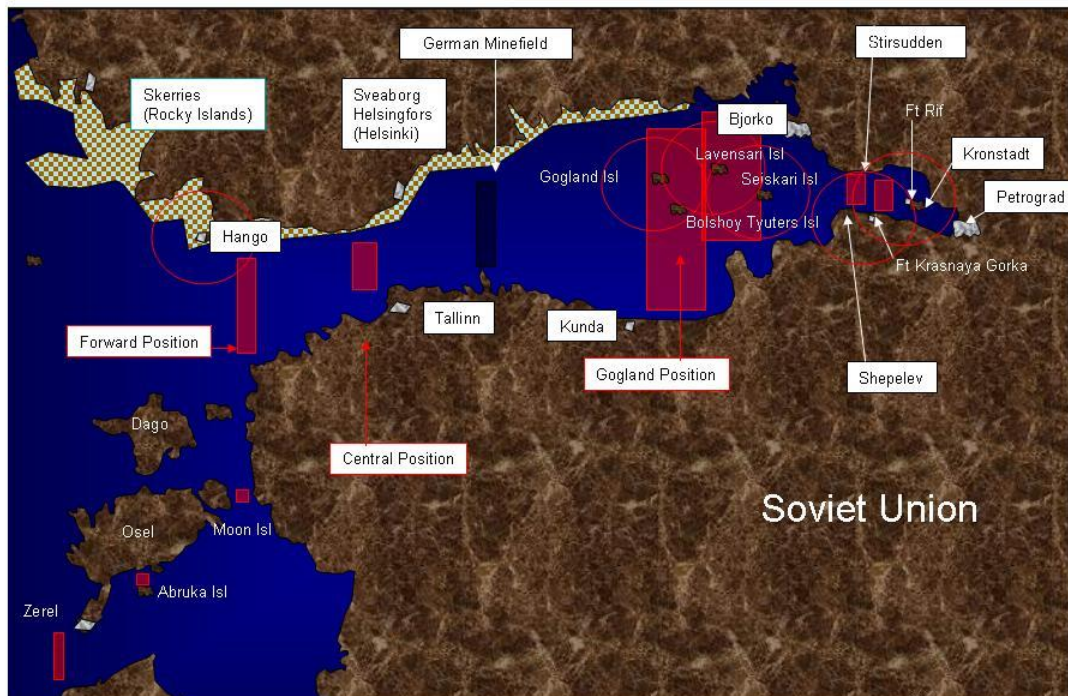 German Minefield
Stirsudden
Skerries
(Rocky Islands)
Sveaborg
Helsingfors
(Helsinki)
Ft Rif
Bjorko
Kronstadt
Lavensari Isl
Gogland Isl
Seiskari Isl
Petrograd
Bolshoy Tyuters Isl
Hango
Ft Krasnaya Gorka
Tallinn
Kunda
Forward Position
Gogland Position
Shepelev
Dago
Central Position
Soviet Union
Osel
Moon Isl
Abruka Isl
Zerel